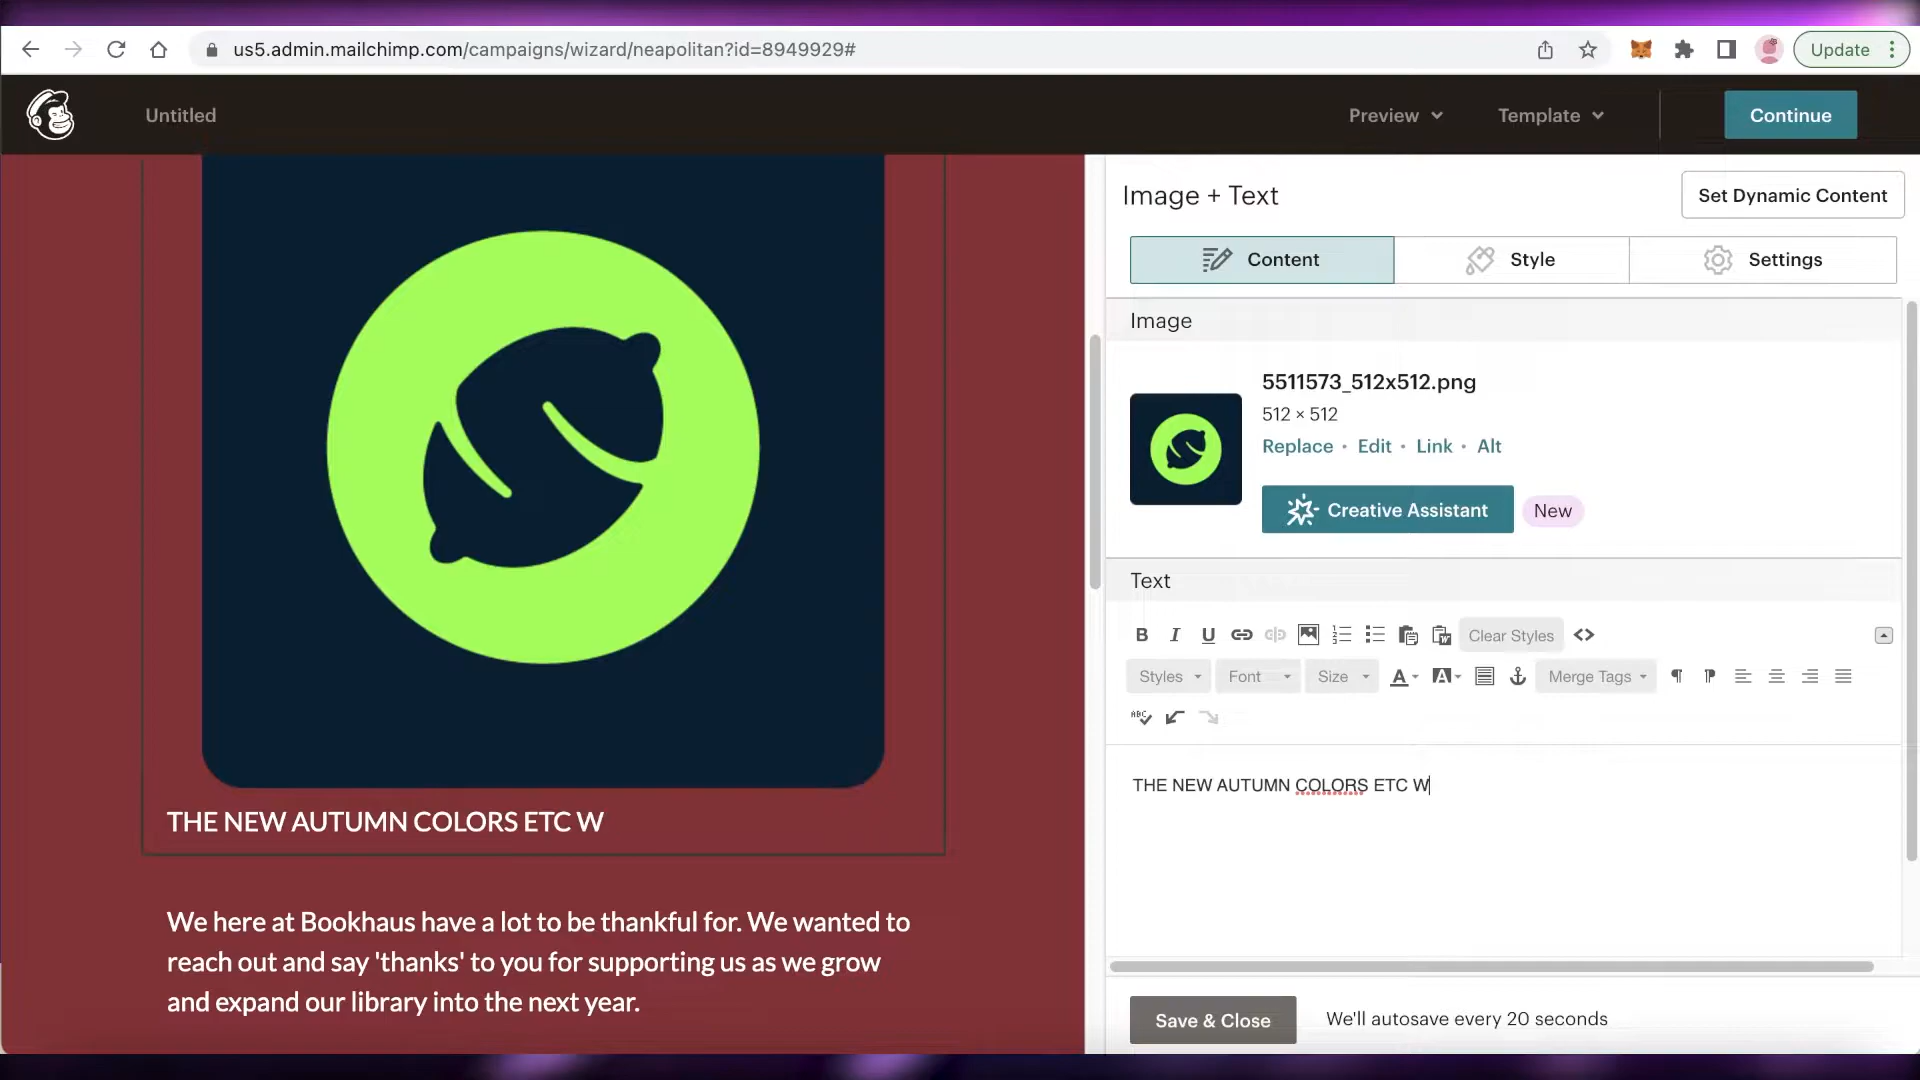 us5.admin.mailchimp.com/campaigns/wizard/neapolitan?id=8949929#
Update
Untitled
Preview
Template
Continue
Image + Text
Set Dynamic Content
Content
Style
Settings
Image
5511573_512x512.png
512 × 512
Replace · Edit · Link · Alt
Creative Assistant
New
Text
B I U
Clear Styles
Styles
Font
Size
A
A
Merge Tags
ABC
THE NEW AUTUMN COLORS ETC W
THE NEW AUTUMN COLORS ETC W
We here at Bookhaus have a lot to be thankful for. We wanted to
reach out and say 'thanks' to you for supporting us as we grow
and expand our library into the next year.
Save & Close
We'll autosave every 20 seconds